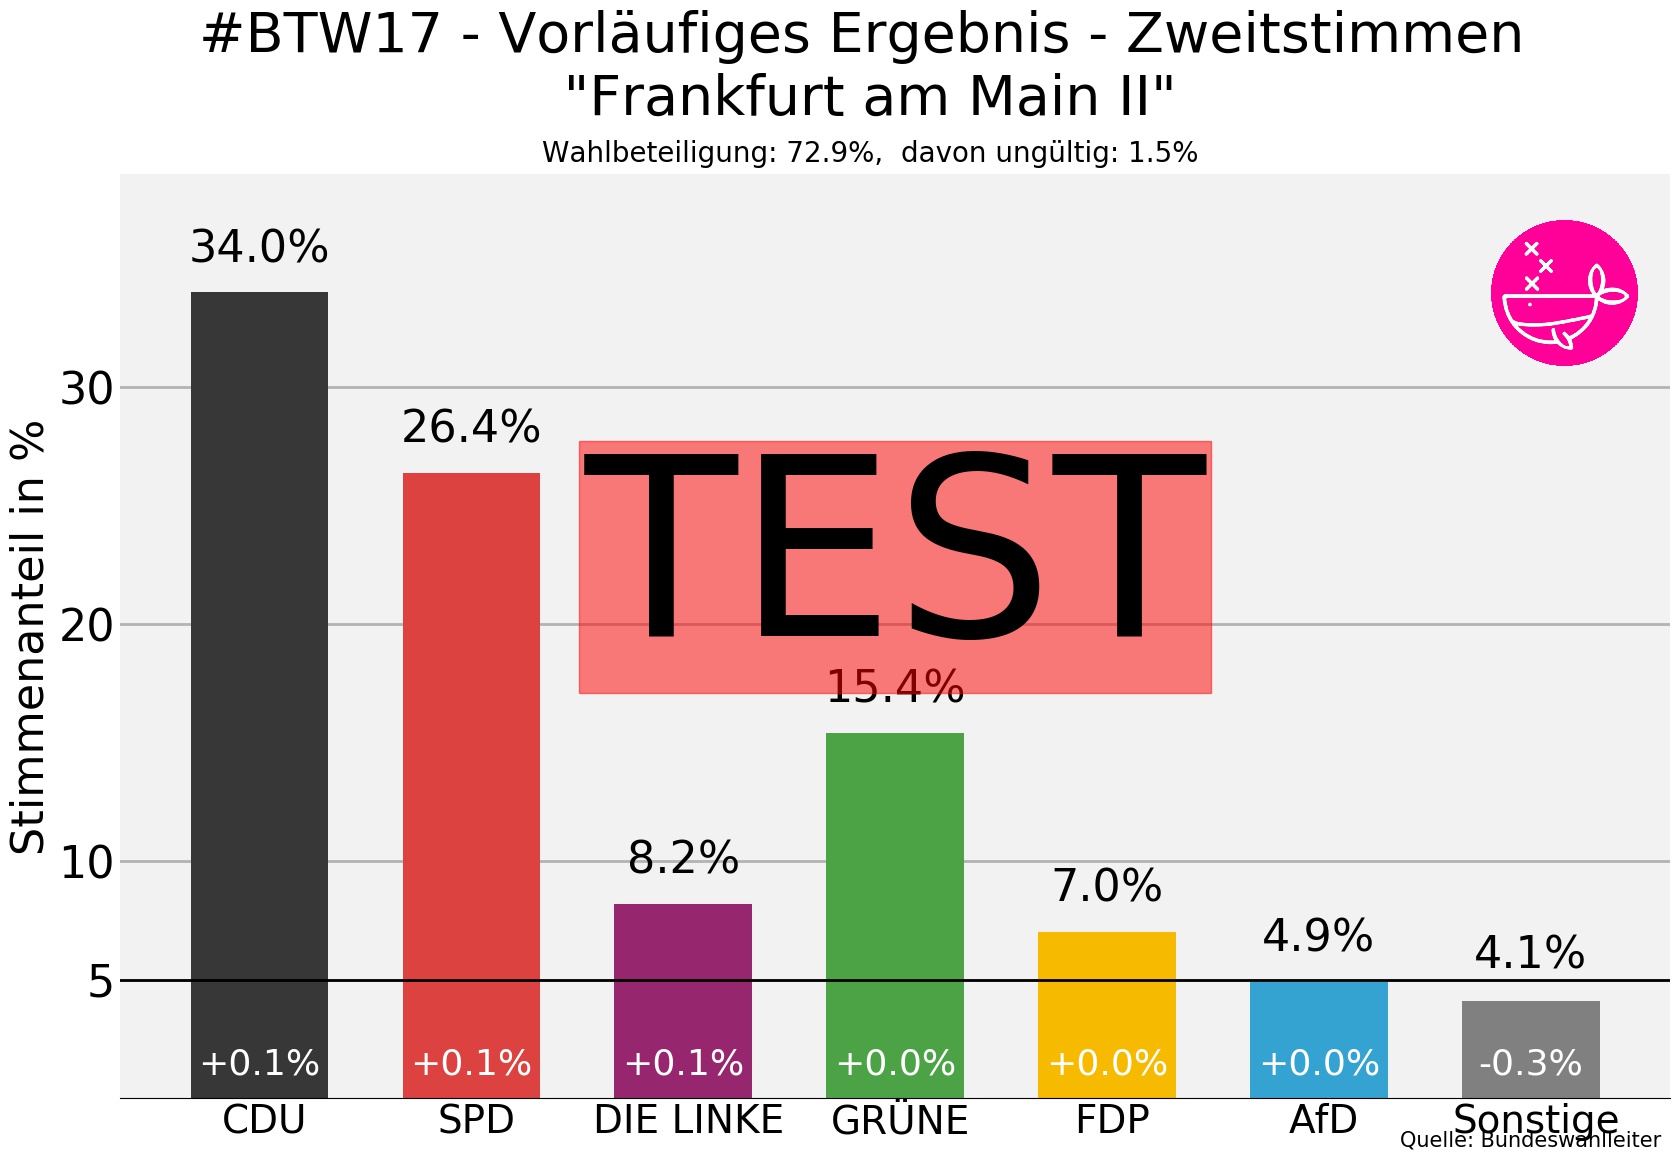 #BTW17 - Vorläufiges Ergebnis - Zweitstimmen
"Frankfurt am Main II"
Wahlbeteiligung: 72.9%,  davon ungültig: 1.5%
Stimmenanteil in %
30
20
10
5
34.0%
26.4%
8.2%
15.4%
7.0%
4.9%
4.1%
TEST
+0.1%
+0.1%
+0.1%
+0.0%
+0.0%
+0.0%
-0.3%
CDU
SPD
DIE LINKE
GRÜNE
FDP
AfD
Sonstige
Quelle: Bundeswahlleiter